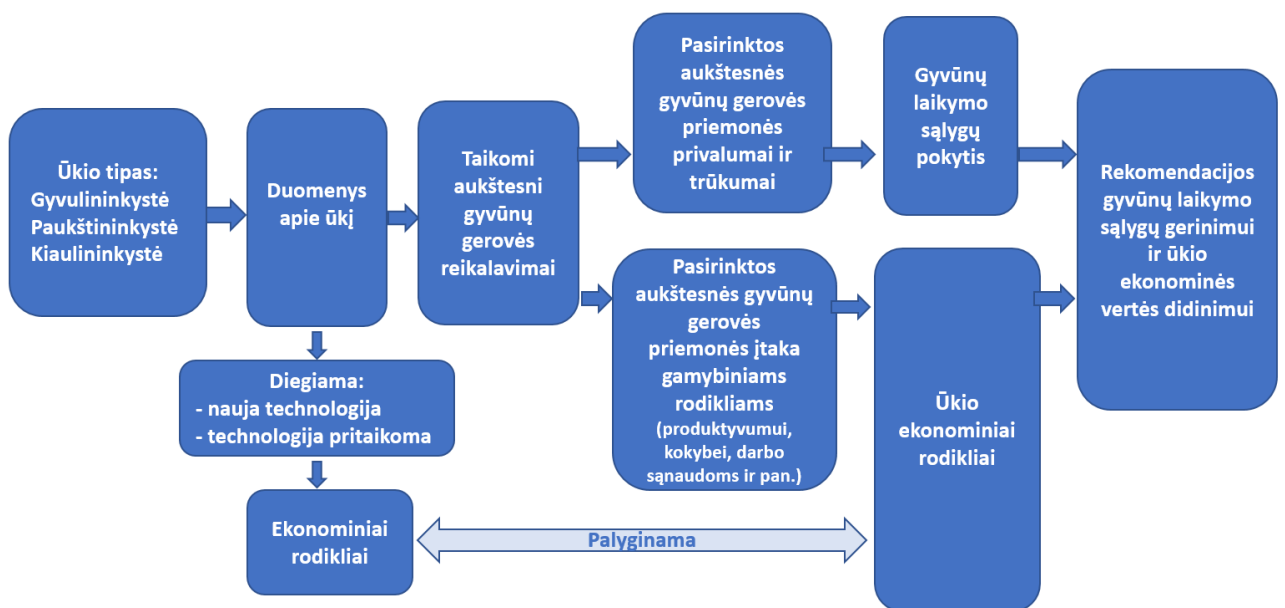 Ūkio tipas:
Gyvulininkystė
Paukštininkystė
Kiaulininkystė
Duomenys
apie ūkį
Taikomi
aukštesni
gyvūnų
gerovės
reikalavimai
Pasirinktos
aukštesnės
gyvūnų gerovės
priemonės
privalumai ir
trūkumai
Gyvūnų
laikymo
sąlygų
pokytis
Rekomendacijos
gyvūnų laikymo
sąlygų gerinimui
ir ūkio
ekonominės
vertės didinimui
Pasirinktos
aukštesnės gyvūnų
gerovės
priemonės įtaka
gamybiniams
rodikliams
(produktyvumui,
kokybei, darbo
sąnaudoms ir pan.)
Ūkio
ekonominiai
rodikliai
Diegiama:
- nauja technologija
- technologija pritaikoma
Ekonominiai
rodikliai
Palyginama